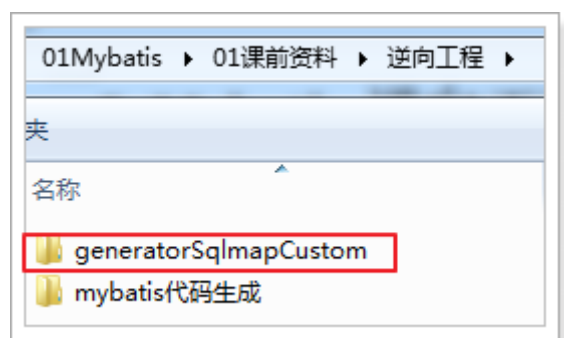 01Mybatis ▸ 01课前资料 ▸ 逆向工程 ▸
夹
名称
generatorSqlmapCustom
mybatis代码生成